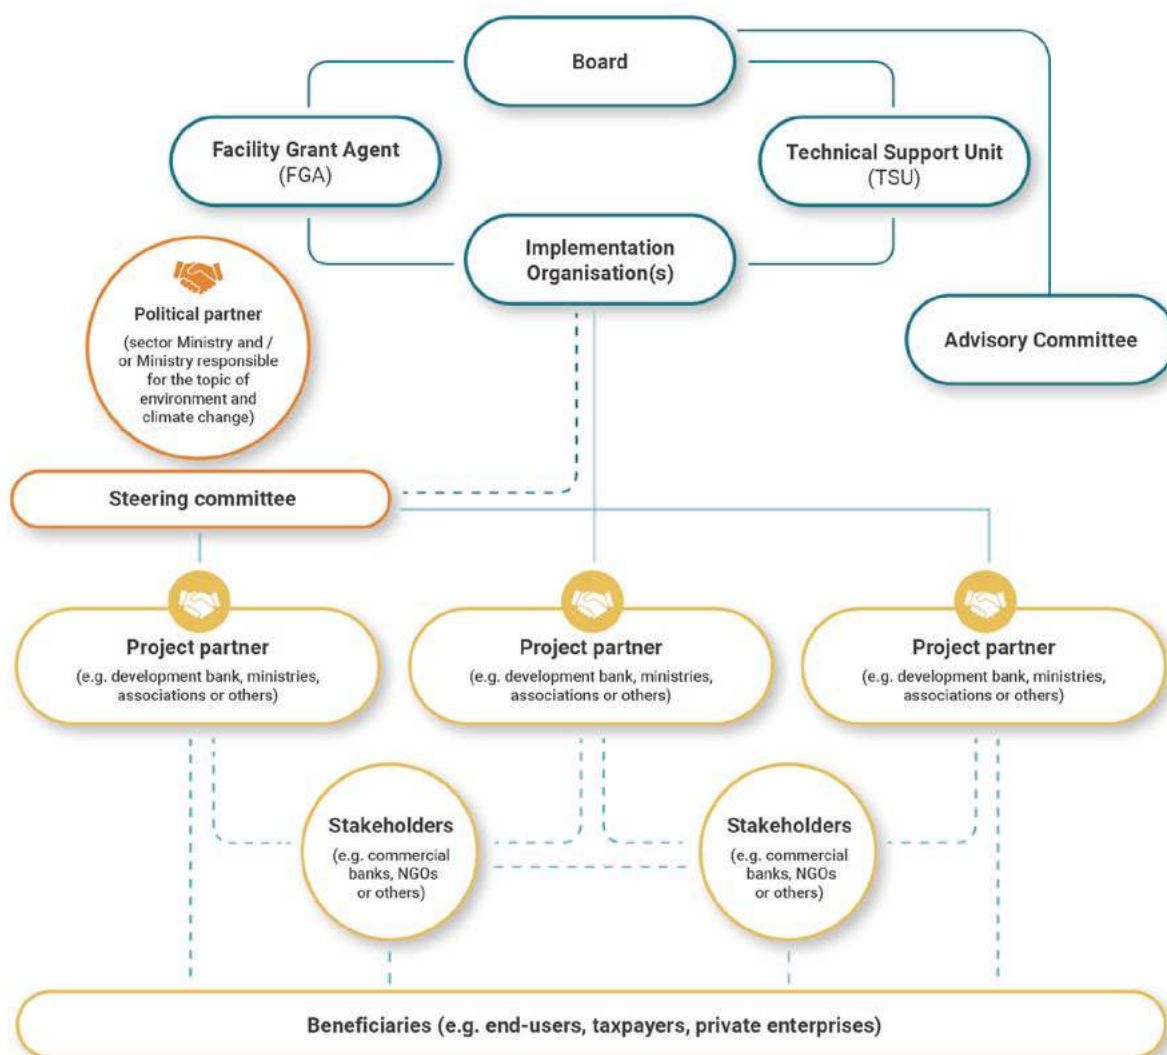 Board
Facility Grant Agent
(FGA)
Technical Support Unit
(TSU)
Implementation
Organisation(s)
Political partner
(sector Ministry and /
or Ministry responsible
for the topic of
environment and
climate change)
Advisory Committee
Steering committee
Project partner
(e.g. development bank, ministries,
associations or others)
Project partner
(e.g. development bank, ministries,
associations or others)
Project partner
(e.g. development bank, ministries,
associations or others)
Stakeholders
(e.g. commercial
banks, NGOs
or others)
Stakeholders
(e.g. commercial
banks, NGOs
or others)
Beneficiaries (e.g. end-users, taxpayers, private enterprises)